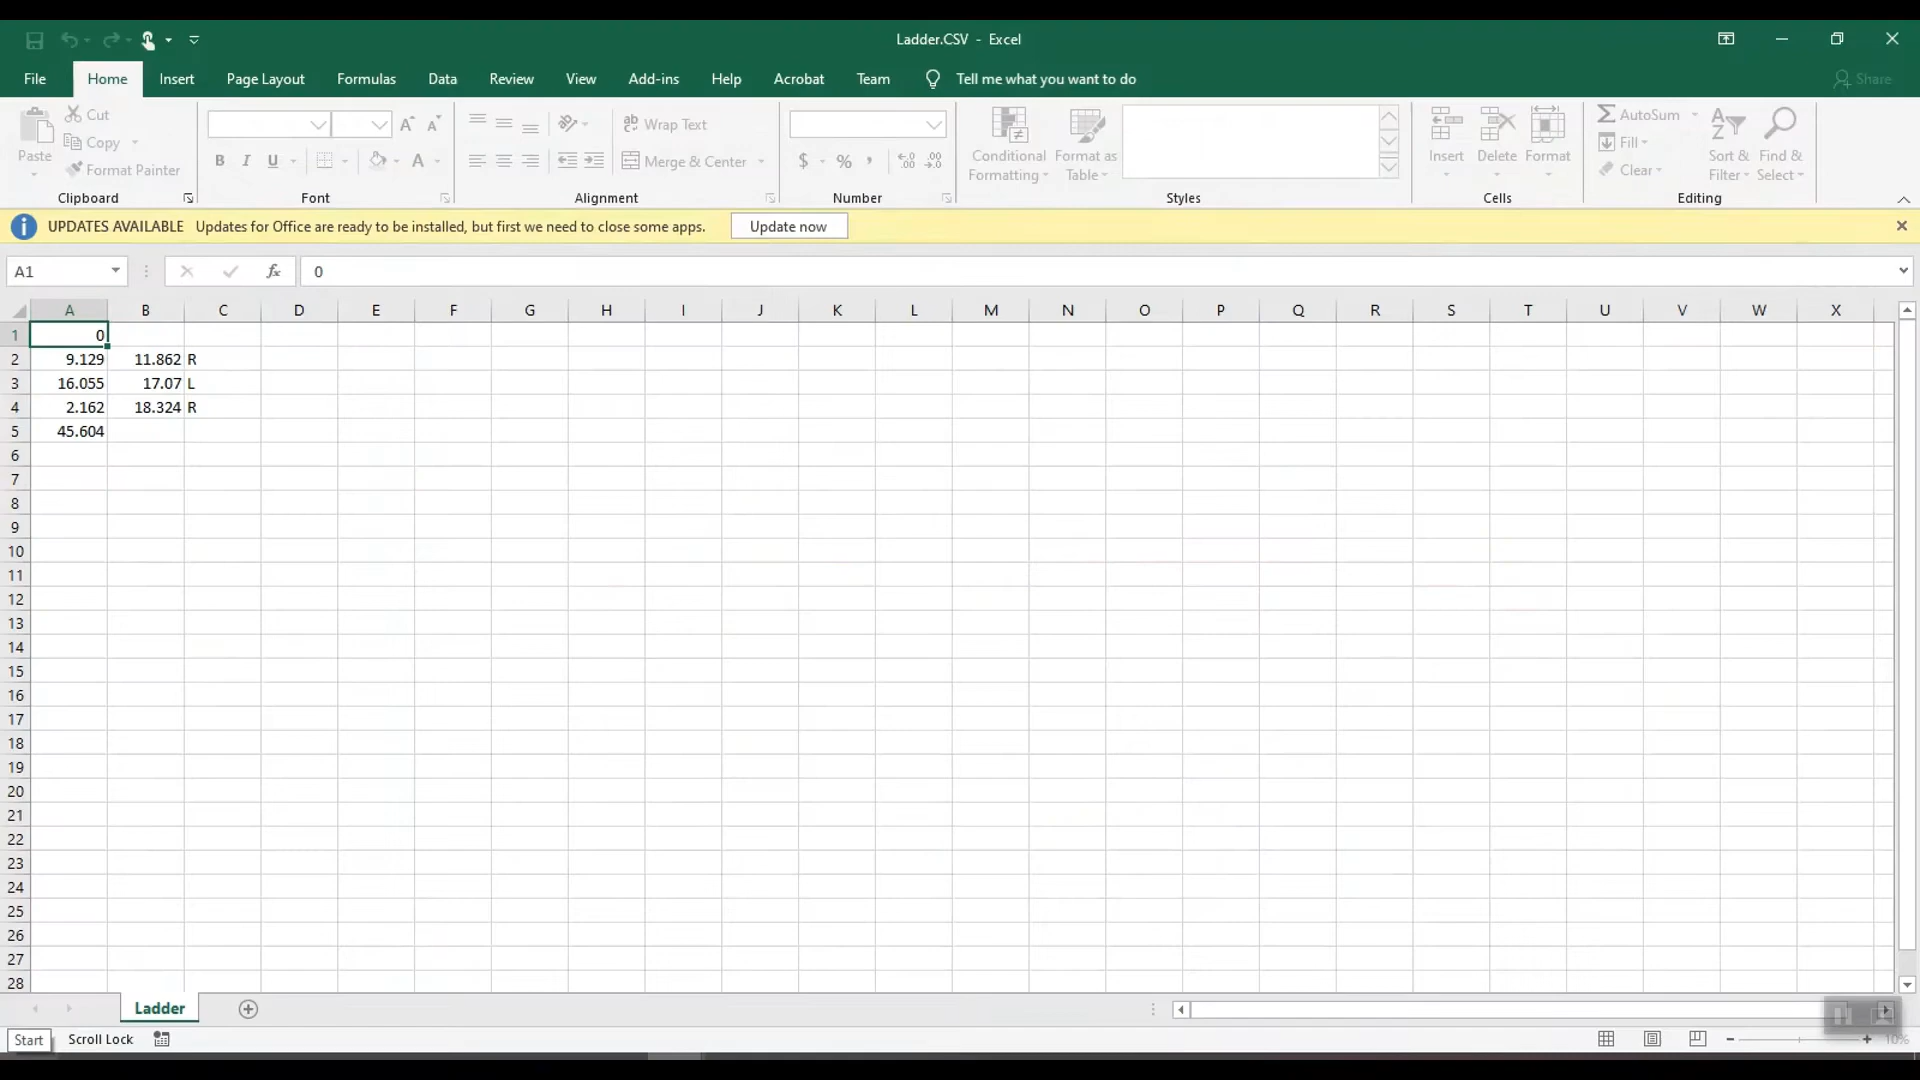 Ladder.CSV - Excel
File Home Insert Page Layout Formulas Data Review View Add-ins Help Acrobat Team Tell me what you want to do Share
Paste
Cut
Copy
Format Painter
Clipboard
B I U A
Font
Wrap Text
Merge & Center
Alignment
$ % ,
Number
Conditional Formatting
Format as Table
Styles
Insert Delete Format
Cells
AutoSum
Fill
Clear
Sort & Filter
Find & Select
Editing
UPDATES AVAILABLE Updates for Office are ready to be installed, but first we need to close some apps. Update now
A1 fx 0
A B C D E F G H I J K L M N O P Q R S T U V W X
1 0
2 9.129 11.862 R
3 16.055 17.07 L
4 2.162 18.324 R
5 45.604
6
7
8
9
10
11
12
13
14
15
16
17
18
19
20
21
22
23
24
25
26
27
28
Ladder
Start Scroll Lock